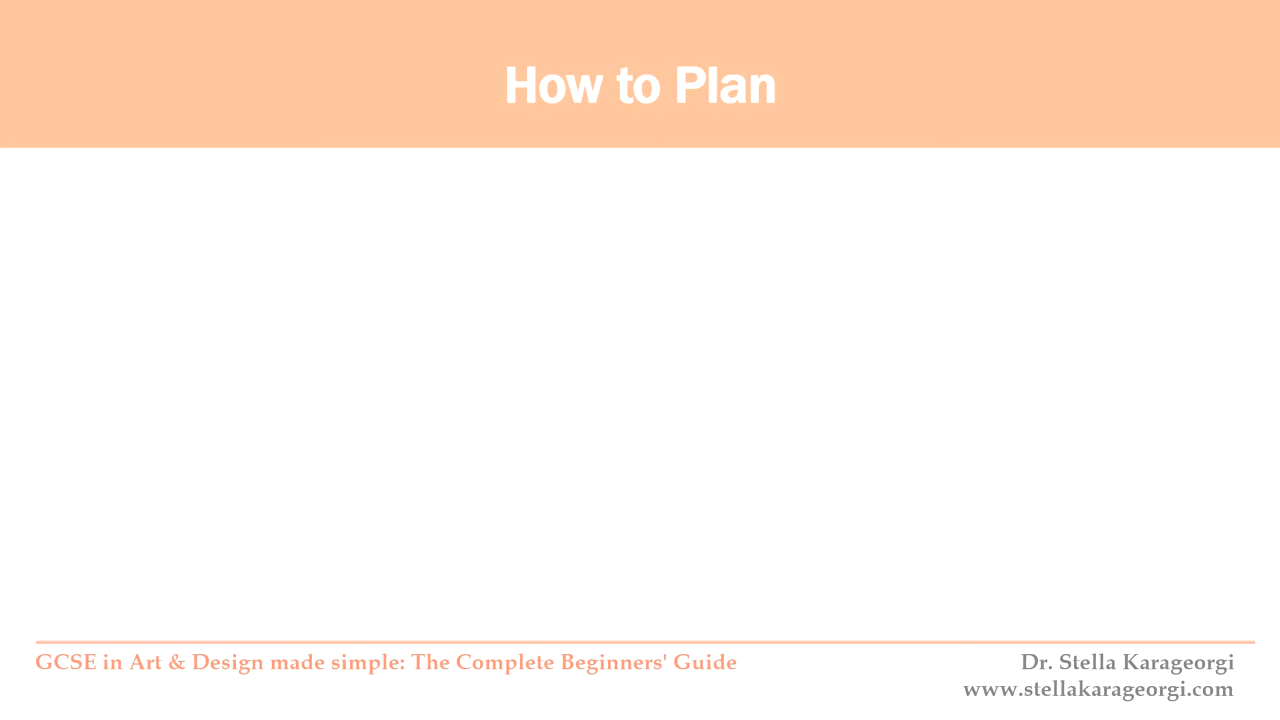 How to Plan
GCSE in Art & Design made simple: The Complete Beginners' Guide
Dr. Stella Karageorgi
www.stellakarageorgi.com